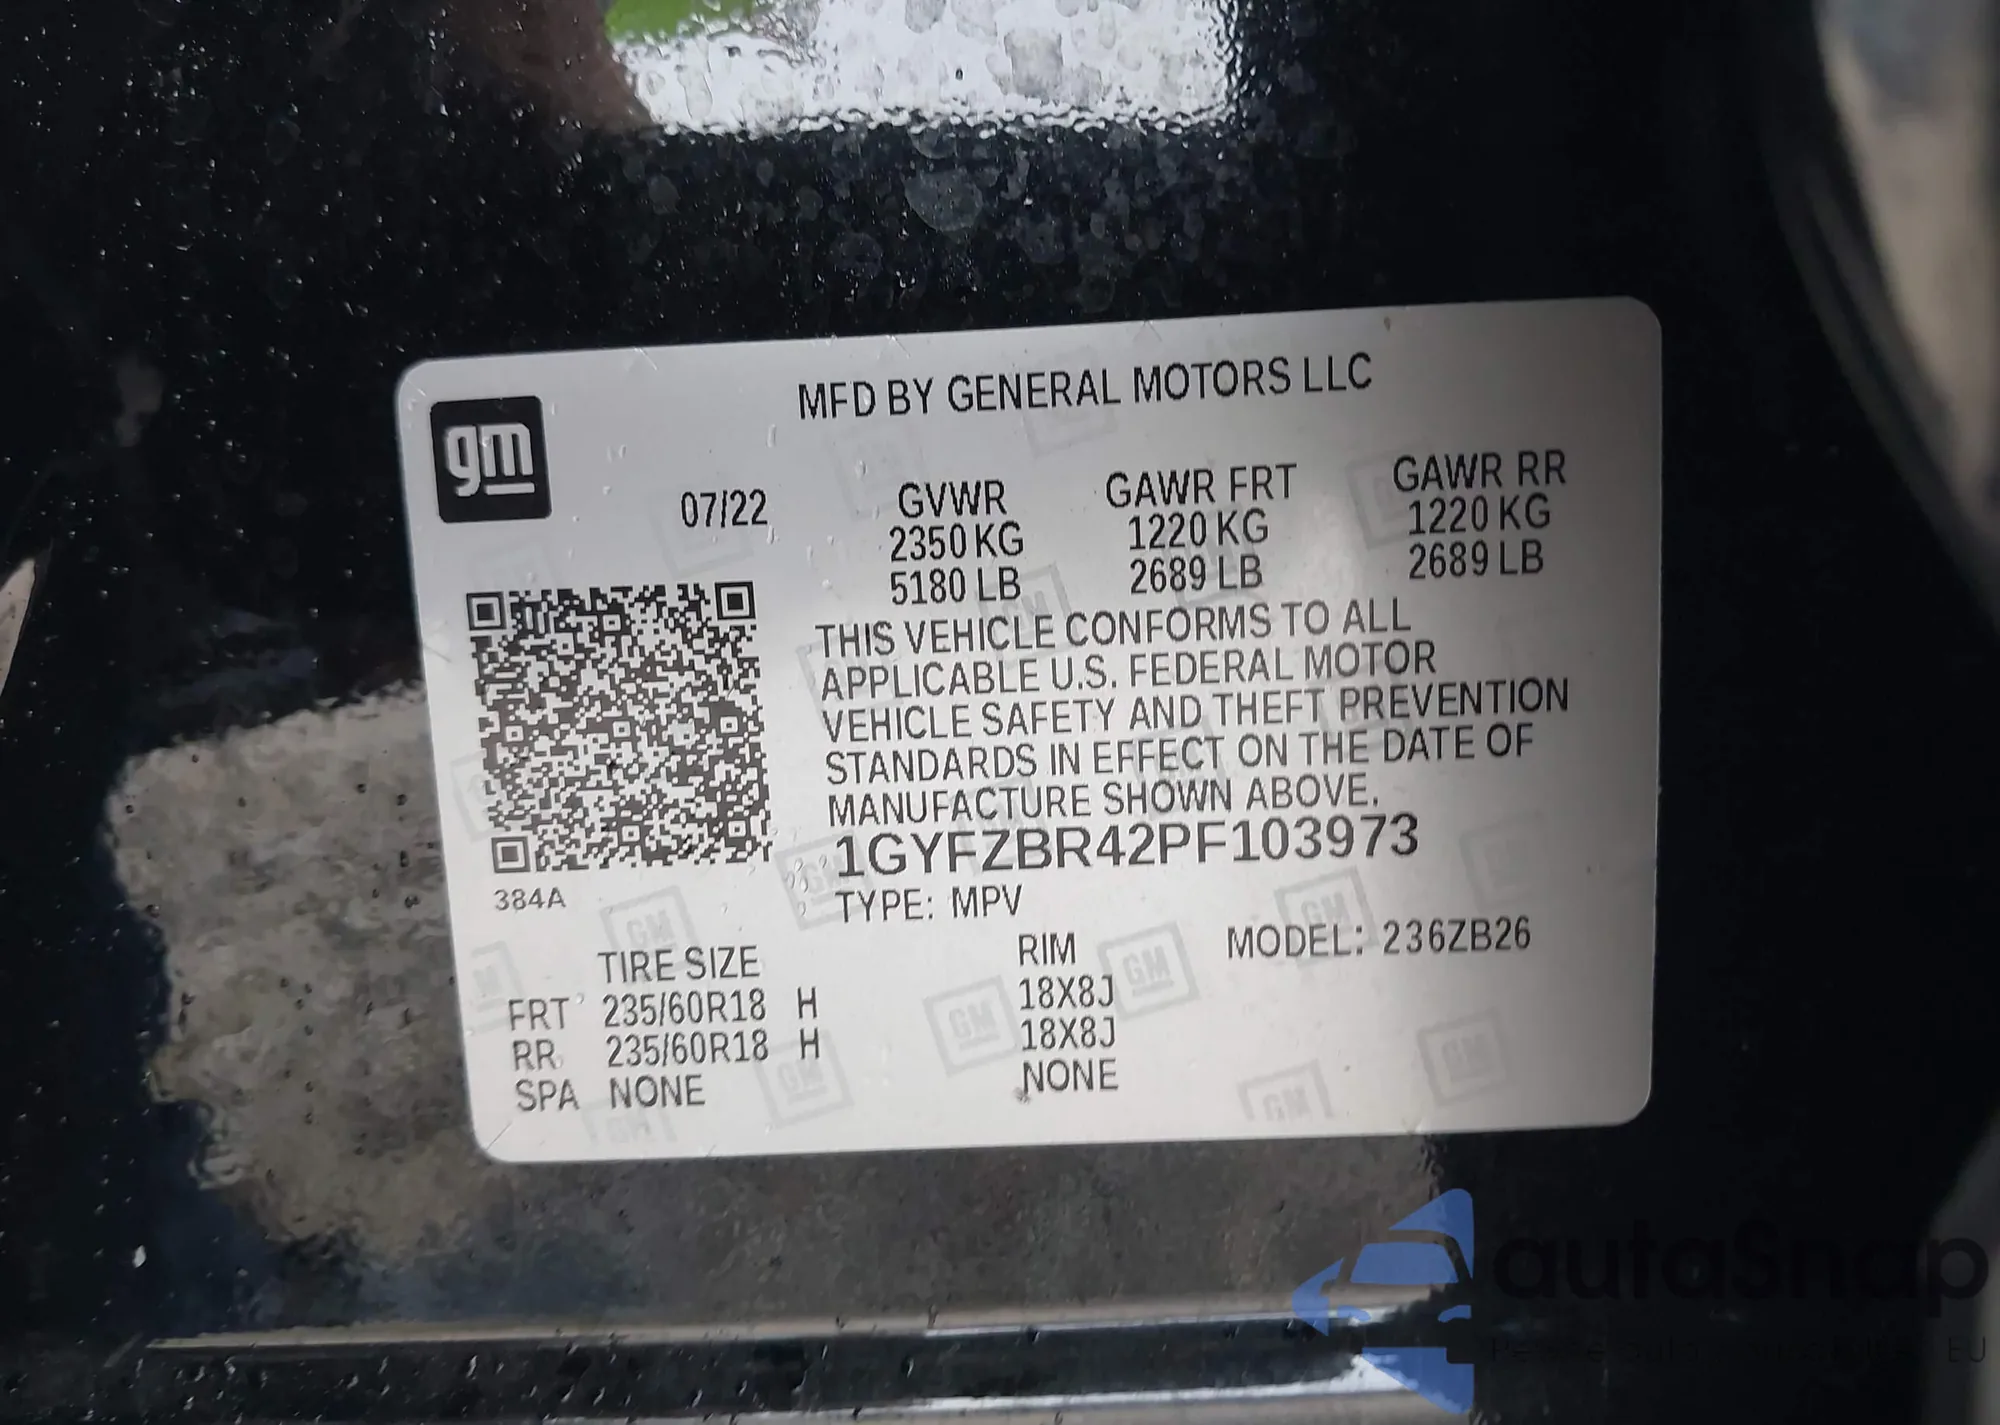 MFD BY GENERAL MOTORS LLC
gm
07/22
GVWR GAWR FRT GAWR RR
2350 KG 1220 KG 1220 KG
5180 LB 2689 LB 2689 LB
THIS VEHICLE CONFORMS TO ALL
APPLICABLE U.S. FEDERAL MOTOR
VEHICLE SAFETY AND THEFT PREVENTION
STANDARDS IN EFFECT ON THE DATE OF
MANUFACTURE SHOWN ABOVE.
1GYFZBR42PF103973
384A
TYPE: MPV
MODEL: 236ZB26
TIRE SIZE RIM
FRT 235/60R18 H 18X8J
RR 235/60R18 H 18X8J
SPA NONE NONE
autoSnap
EU